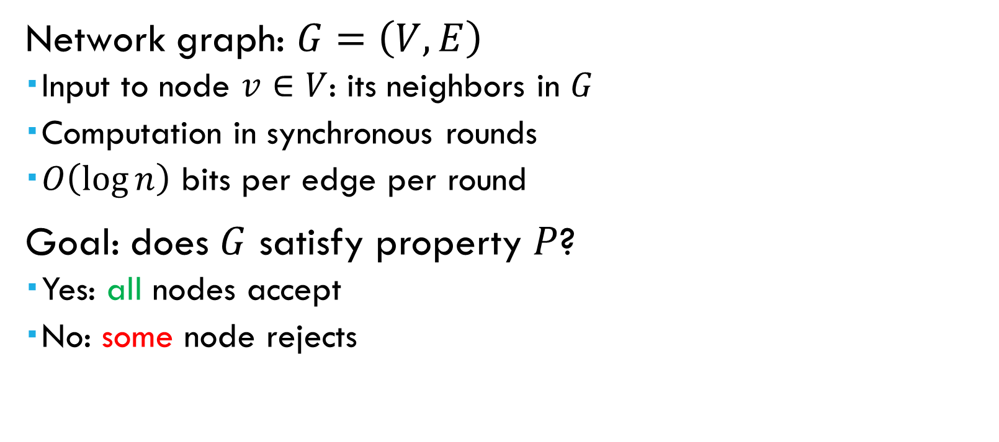 Network graph: G = (V, E)
▪ Input to node v ∈ V: its neighbors in G
▪ Computation in synchronous rounds
▪ O(log n) bits per edge per round
Goal: does G satisfy property P?
▪ Yes: all nodes accept
▪ No: some node rejects